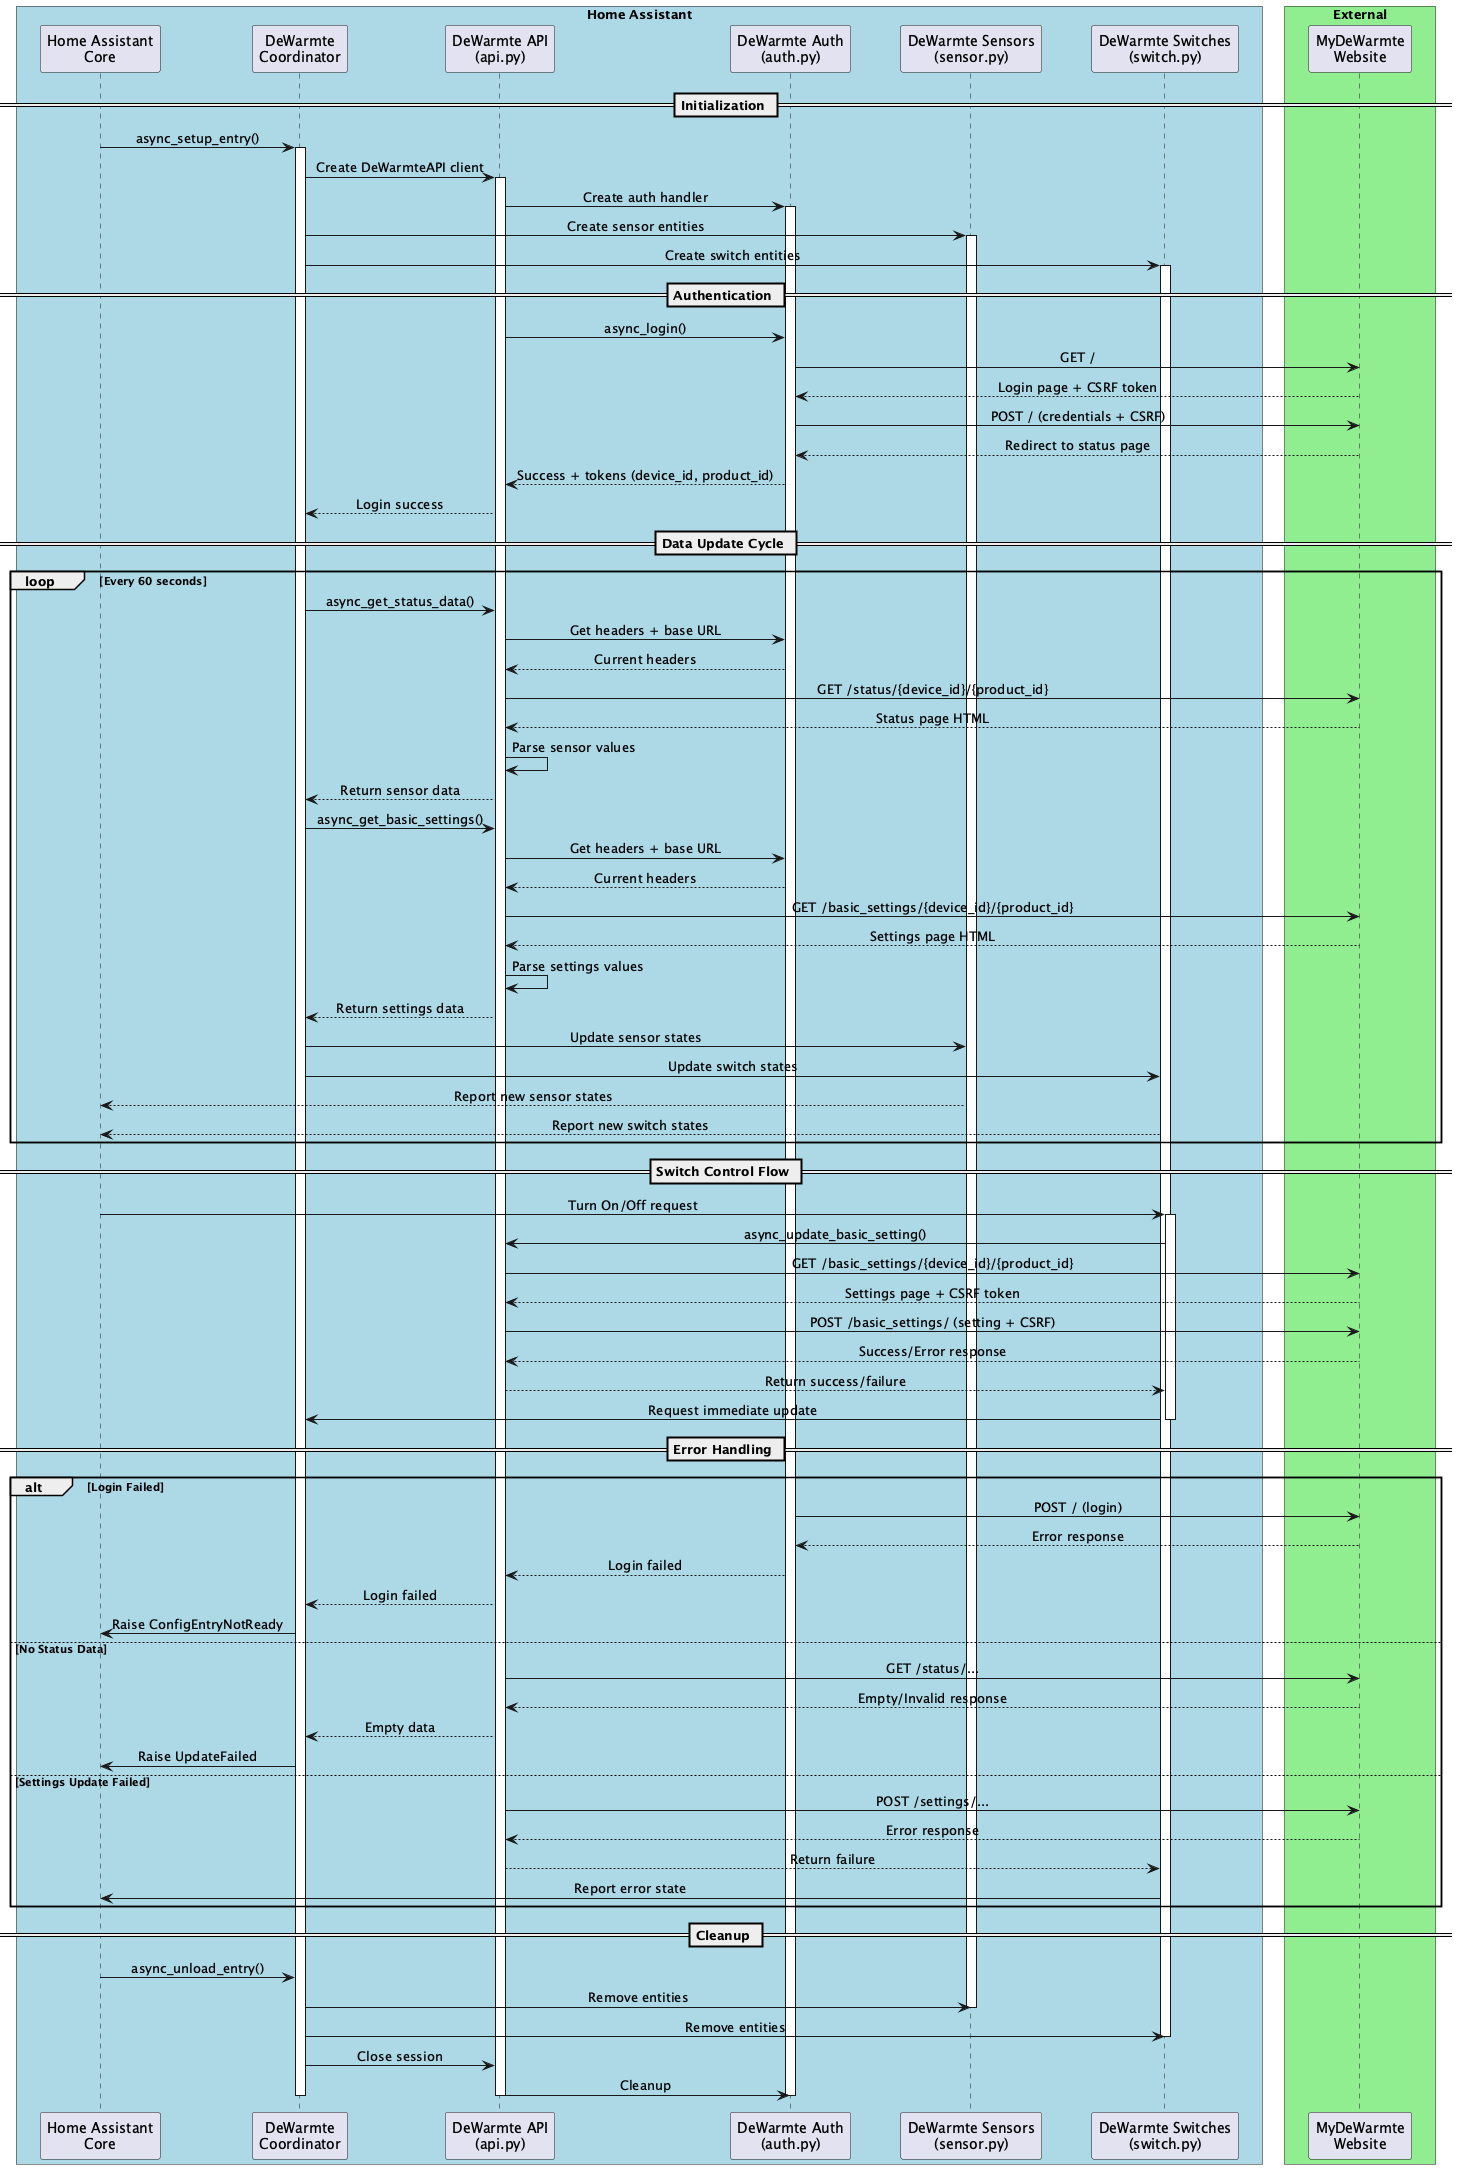 Home Assistant
External
Home Assistant
Core
DeWarmte
Coordinator
DeWarmte API
(api.py)
DeWarmte Auth
(auth.py)
DeWarmte Sensors
(sensor.py)
DeWarmte Switches
(switch.py)
MyDeWarmte
Website
Initialization
async_setup_entry()
Create DeWarmteAPI client
Create auth handler
Create sensor entities
Create switch entities
Authentication
async_login()
GET /
Login page + CSRF token
POST / (credentials + CSRF)
Redirect to status page
Success + tokens (device_id, product_id)
Login success
Data Update Cycle
loop
[Every 60 seconds]
async_get_status_data()
Get headers + base URL
Current headers
GET /status/{device_id}/{product_id}
Status page HTML
Parse sensor values
Return sensor data
async_get_basic_settings()
Get headers + base URL
Current headers
GET /basic_settings/{device_id}/{product_id}
Settings page HTML
Parse settings values
Return settings data
Update sensor states
Update switch states
Report new sensor states
Report new switch states
Switch Control Flow
Turn On/Off request
async_update_basic_setting()
GET /basic_settings/{device_id}/{product_id}
Settings page + CSRF token
POST /basic_settings/ (setting + CSRF)
Success/Error response
Return success/failure
Request immediate update
Error Handling
alt
[Login Failed]
POST / (login)
Error response
Login failed
Login failed
Raise ConfigEntryNotReady
[No Status Data]
GET /status/...
Empty/Invalid response
Empty data
Raise UpdateFailed
[Settings Update Failed]
POST /settings/...
Error response
Return failure
Report error state
Cleanup
async_unload_entry()
Remove entities
Remove entities
Close session
Cleanup
Home Assistant
Core
DeWarmte
Coordinator
DeWarmte API
(api.py)
DeWarmte Auth
(auth.py)
DeWarmte Sensors
(sensor.py)
DeWarmte Switches
(switch.py)
MyDeWarmte
Website